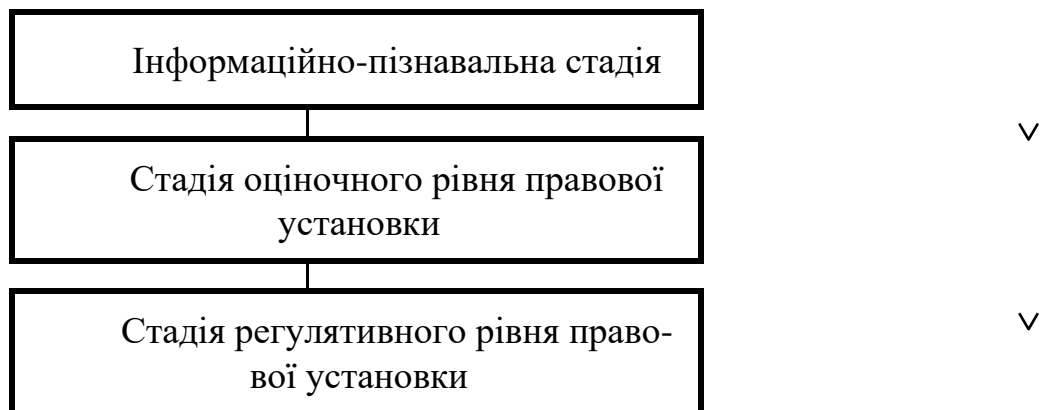 Інформаційно-пізнавальна стадія
Стадія оціночного рівня правової
установки
Стадія регулятивного рівня право-
вої установки